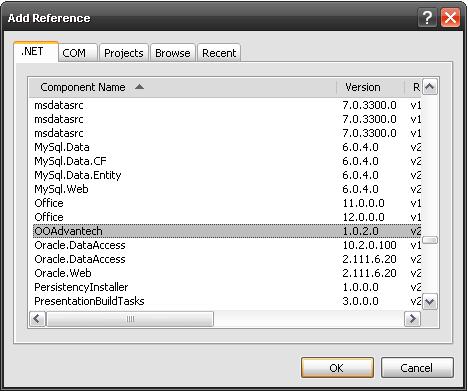 Add Reference
.NET COM Projects Browse Recent
Component Name Version R
msdatasrc 7.0.3300.0 v1
msdatasrc 7.0.3300.0 v1
msdatasrc 7.0.3300.0 v1
MySql.Data 6.0.4.0 v2
MySql.Data.CF 6.0.4.0 v2
MySql.Data.Entity 6.0.4.0 v2
MySql.Web 6.0.4.0 v2
Office 11.0.0.0 v1
Office 12.0.0.0 v1
OOAdvantech 1.0.2.0 v2
Oracle.DataAccess 10.2.0.100 v1
Oracle.DataAccess 2.111.6.20 v2
Oracle.Web 2.111.6.20 v2
PersistencyInstaller 1.0.0.0 v2
PresentationBuildTasks 3.0.0.0 v2
OK Cancel